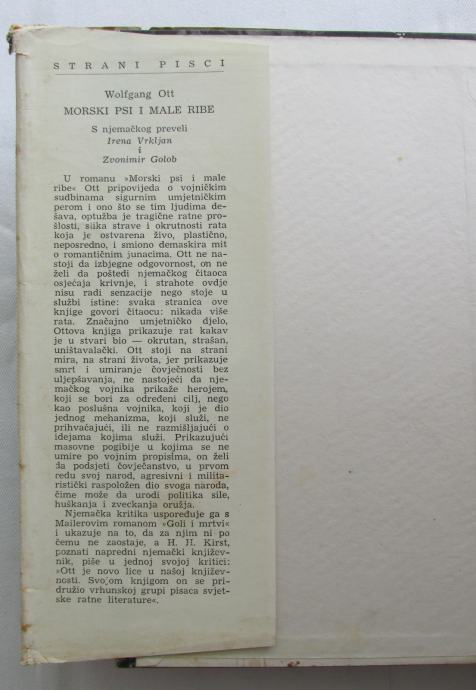 STRANI PISCI
Wolfgang Ott
MORSKI PSI I MALE RIBE
S njemačkog preveli
Irena Vrkljan
i
Zvonimir Golob
U romanu »Morski psi i male
ribe« Ott pripovijeda o vojničkim
sudbinama sigurnim umjetničkim
perom i ono što se tim ljudima de-
šava, optužba je tragične ratne pro-
šlosti, slika strave i okrutnosti rata
koja je ostvarena živo, plastično,
neposredno, i smiono demaskira mit
o romantičnim junacima. Ott ne na-
stoji da izbjegne odgovornost, on ne
želi da poštedi njemačkog čitaoca
osjećaja krivnje, i strahote ovdje
nisu radi senzacije nego stoje u
službi istine: svaka stranica ove
knjige govori čitaocu: nikada više
rata. Značajno umjetničko djelo,
Ottova knjiga prikazuje rat kakav
je u stvari bio — okrutan, strašan,
uništavalački. Ott stoji na strani
mira, na strani života, jer prikazuje
smrt i umiranje čovječnosti bez
uljepšavanja, ne nastojeći da nje-
mačkog vojnika prikaže herojem,
koji se bori za određeni cilj, nego
kao poslušna vojnika, koji je dio
jednog mehanizma, koji služi, ne
prihvaćajući, ili ne razmišljajući o
idejama kojima služi. Prikazujući
masovne pogibije u kojima se ne
umire po vojnim propisima, on želi
da podsjeti čovječanstvo, u prvom
redu svoj narod, agresivni i milita-
ristički raspoložen dio svoga naroda,
čime može da urodi politika sile,
huškanja i zveckanja oružja.
Njemačka kritika uspoređuje ga s
Mailerovim romanom »Goli i mrtvi«
i ukazuje na to, da za njim ni po
čemu ne zaostaje, a H. H. Kirst,
poznati napredni njemački književ-
nik, piše u jednoj svojoj kritici:
»Ott je novo lice u našoj književ-
nosti. Svojom knjigom on se pri-
družio vrhunskoj grupi pisaca svjet-
ske ratne literature«.